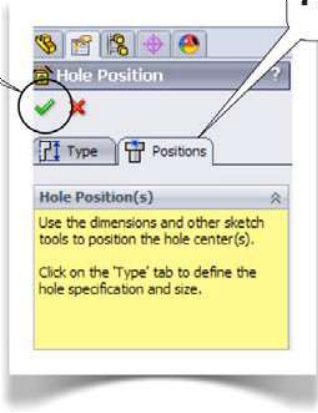 Hole Position ?
Type Positions
Hole Position(s)
Use the dimensions and other sketch
tools to position the hole center(s).
Click on the 'Type' tab to define the
hole specification and size.